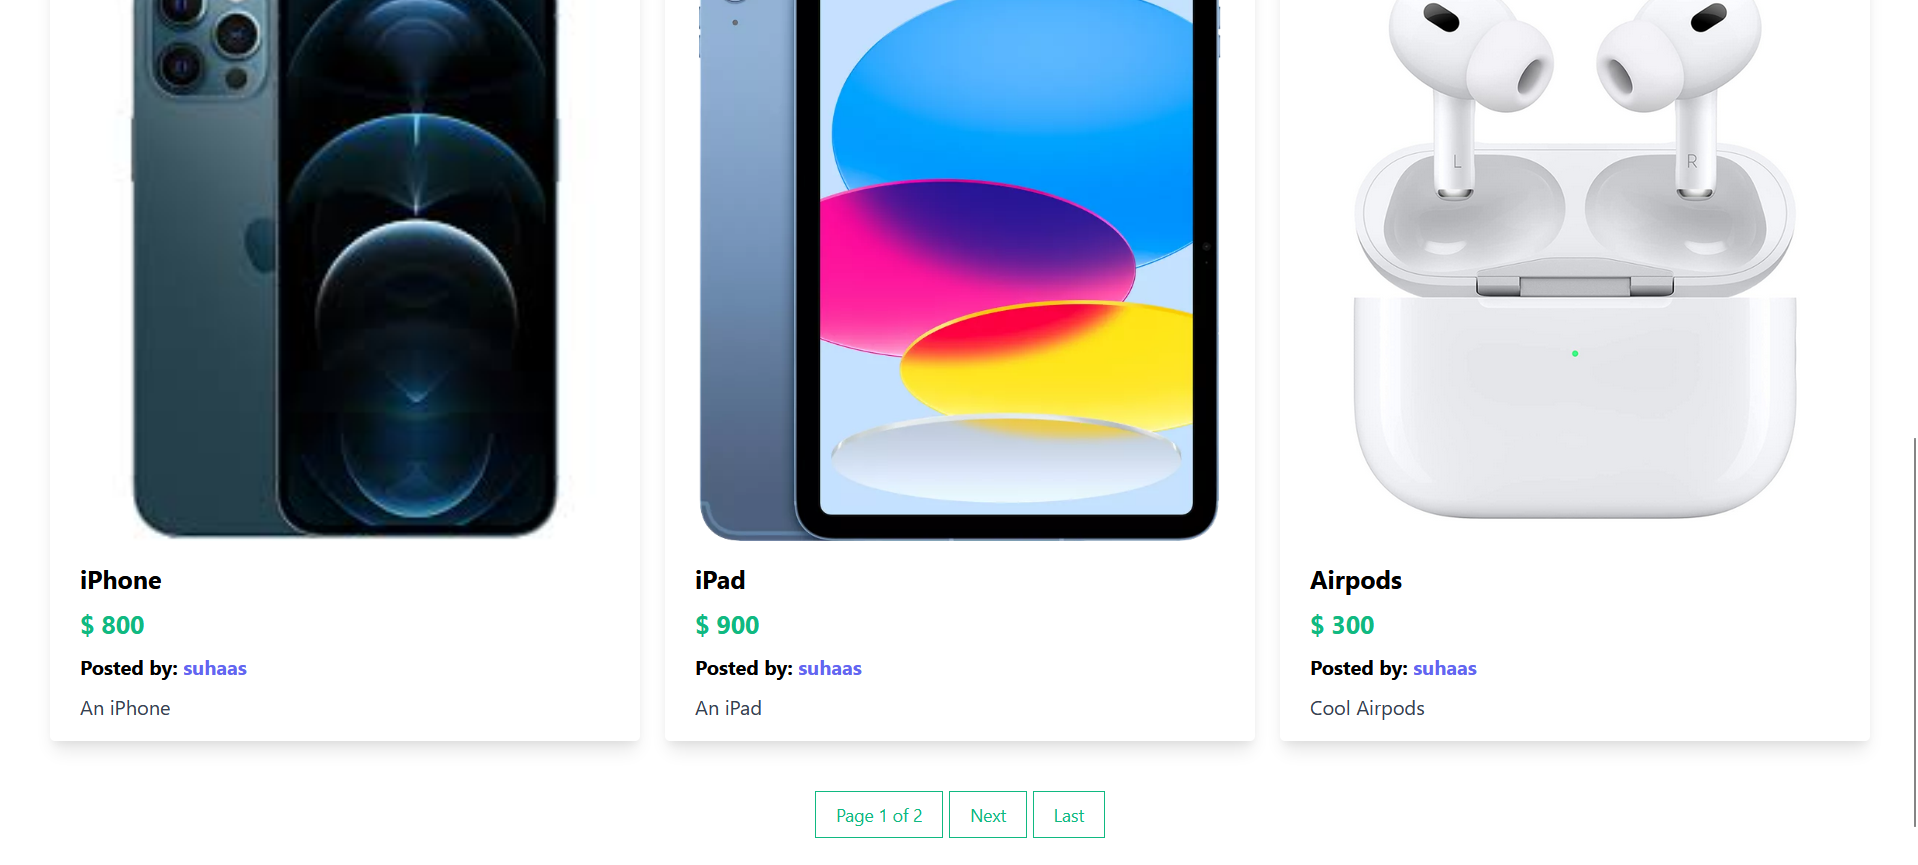 L
R
iPhone
$ 800
Posted by: suhaas
An iPhone
iPad
$ 900
Posted by: suhaas
An iPad
Airpods
$ 300
Posted by: suhaas
Cool Airpods
Page 1 of 2
Next
Last